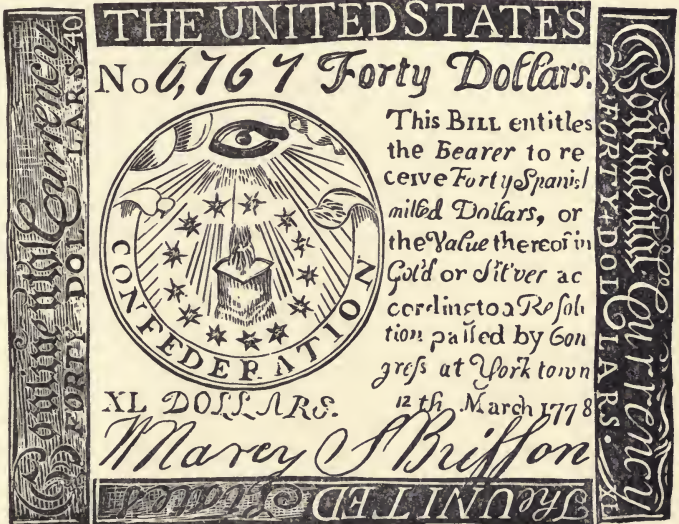 THE UNITED STATES
No 6,767 Forty Dollars.
This BILL entitles
the Bearer to re
ceive Forty Spanish
milled Dollars, or
the Value thereof in
Gold or Silver ac
cording to a Resolu
tion passed by Con
gress at York town
12 th March 1778
CONFEDERATION
XL DOLLARS.
Marcy S Brisson
The UNITED States
Continental Currency
FORTY DOLLARS 40
Continental Currency
FORTY DOLLARS. XL